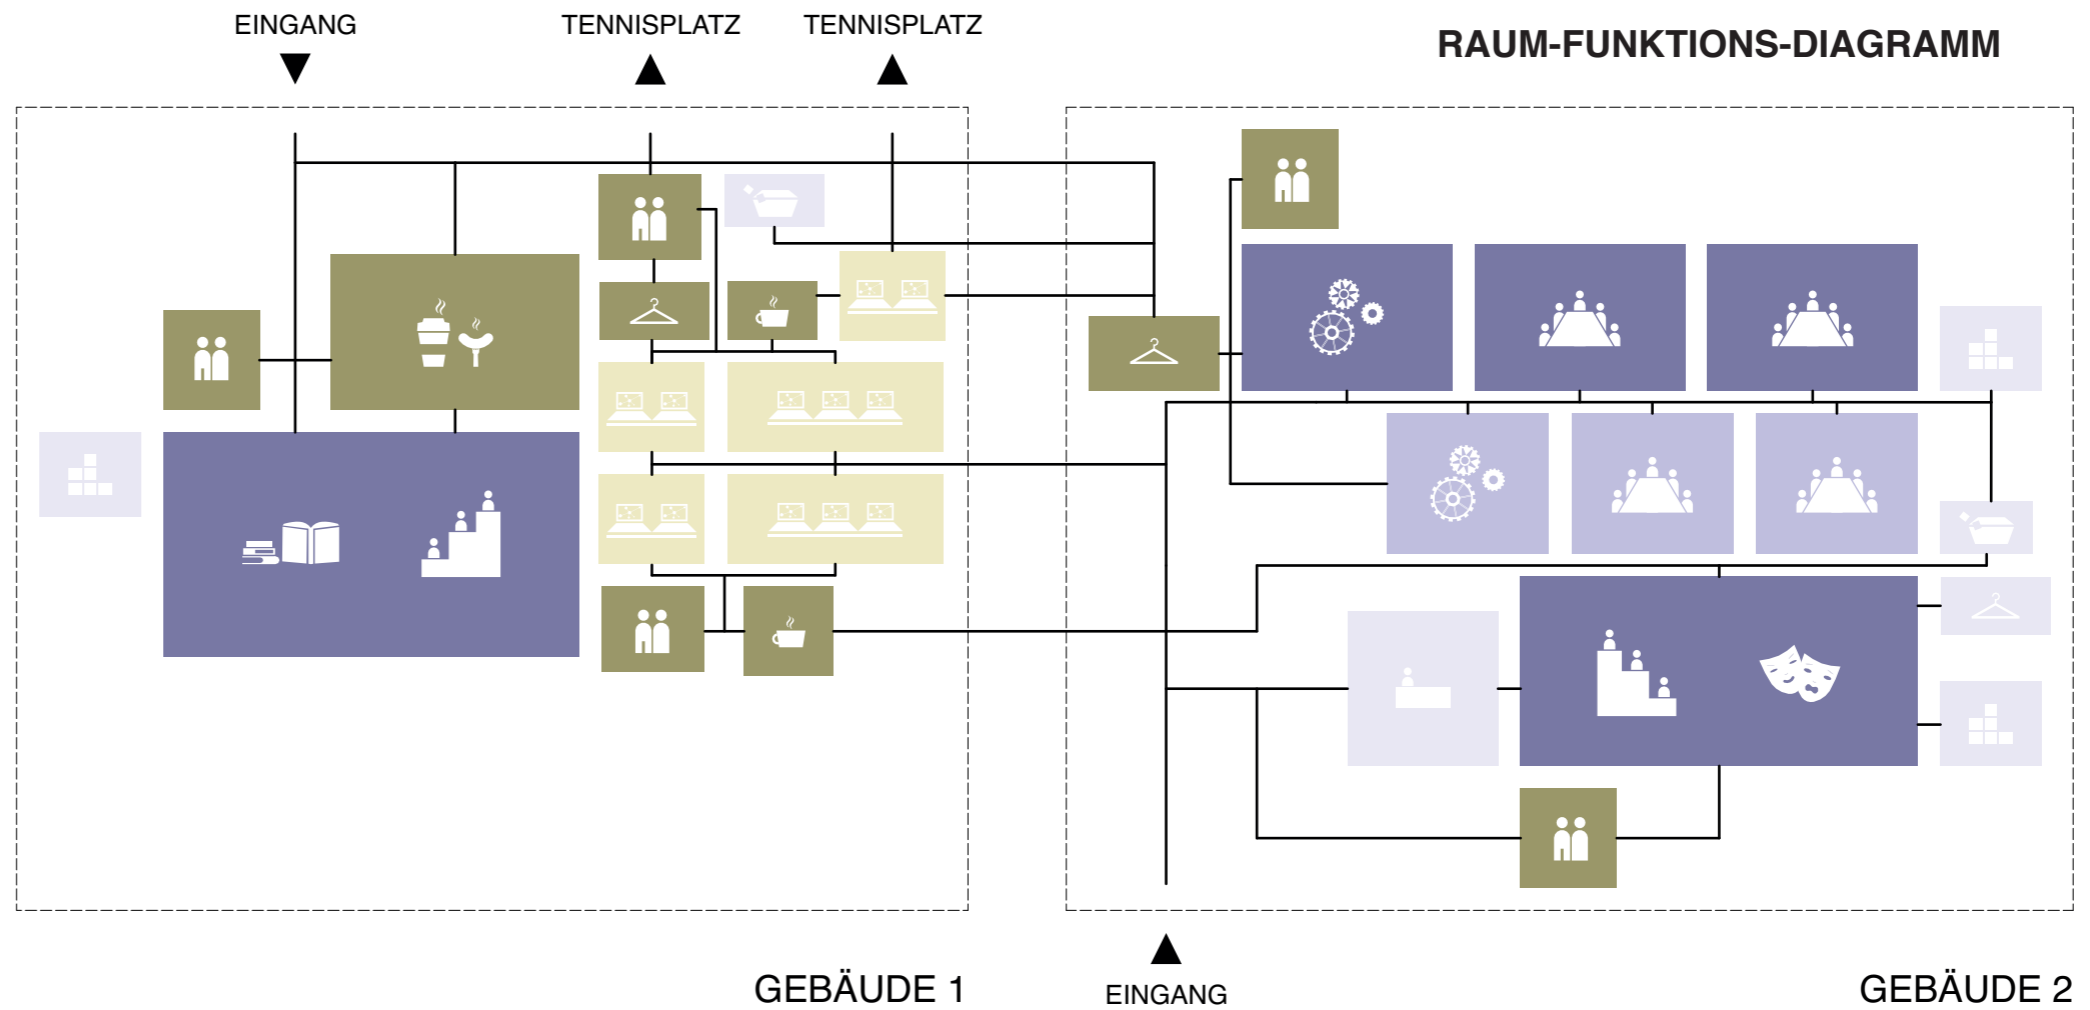 EINGANG
TENNISPLATZ
TENNISPLATZ
RAUM-FUNKTIONS-DIAGRAMM
GEBÄUDE 1
EINGANG
GEBÄUDE 2